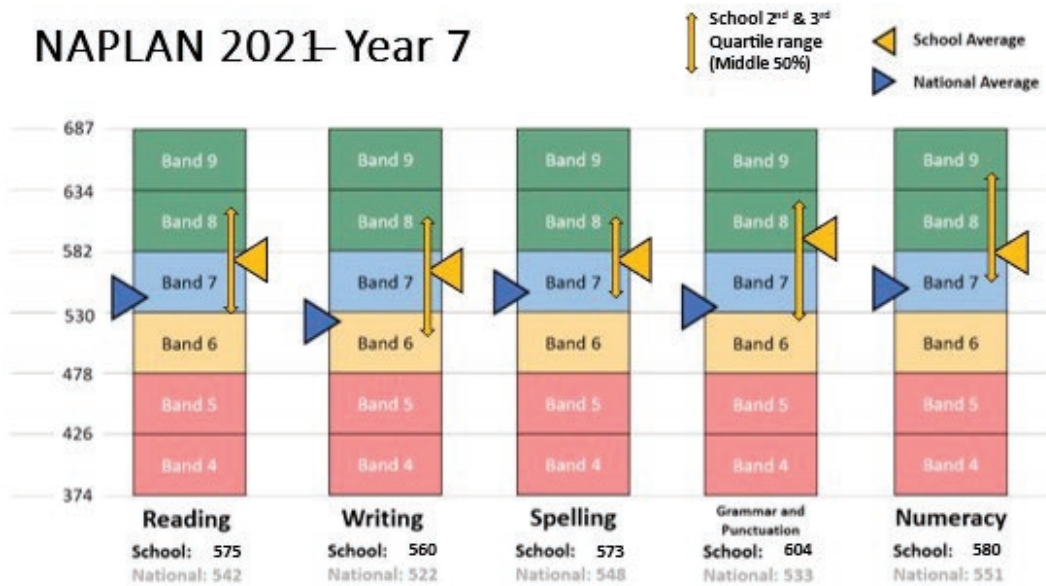 NAPLAN 2021– Year 7
School 2nd & 3rd
Quartile range
(Middle 50%)
School Average
National Average
687
634
582
530
478
426
374
Band 9
Band 8
Band 7
Band 6
Band 5
Band 4
Band 9
Band 8
Band 7
Band 6
Band 5
Band 4
Band 9
Band 8
Band 7
Band 6
Band 5
Band 4
Band 9
Band 8
Band 7
Band 6
Band 5
Band 4
Band 9
Band 8
Band 7
Band 6
Band 5
Band 4
Reading
School: 575
National: 542
Writing
School: 560
National: 522
Spelling
School: 573
National: 548
Grammar and
Punctuation
School: 604
National: 533
Numeracy
School: 580
National: 551